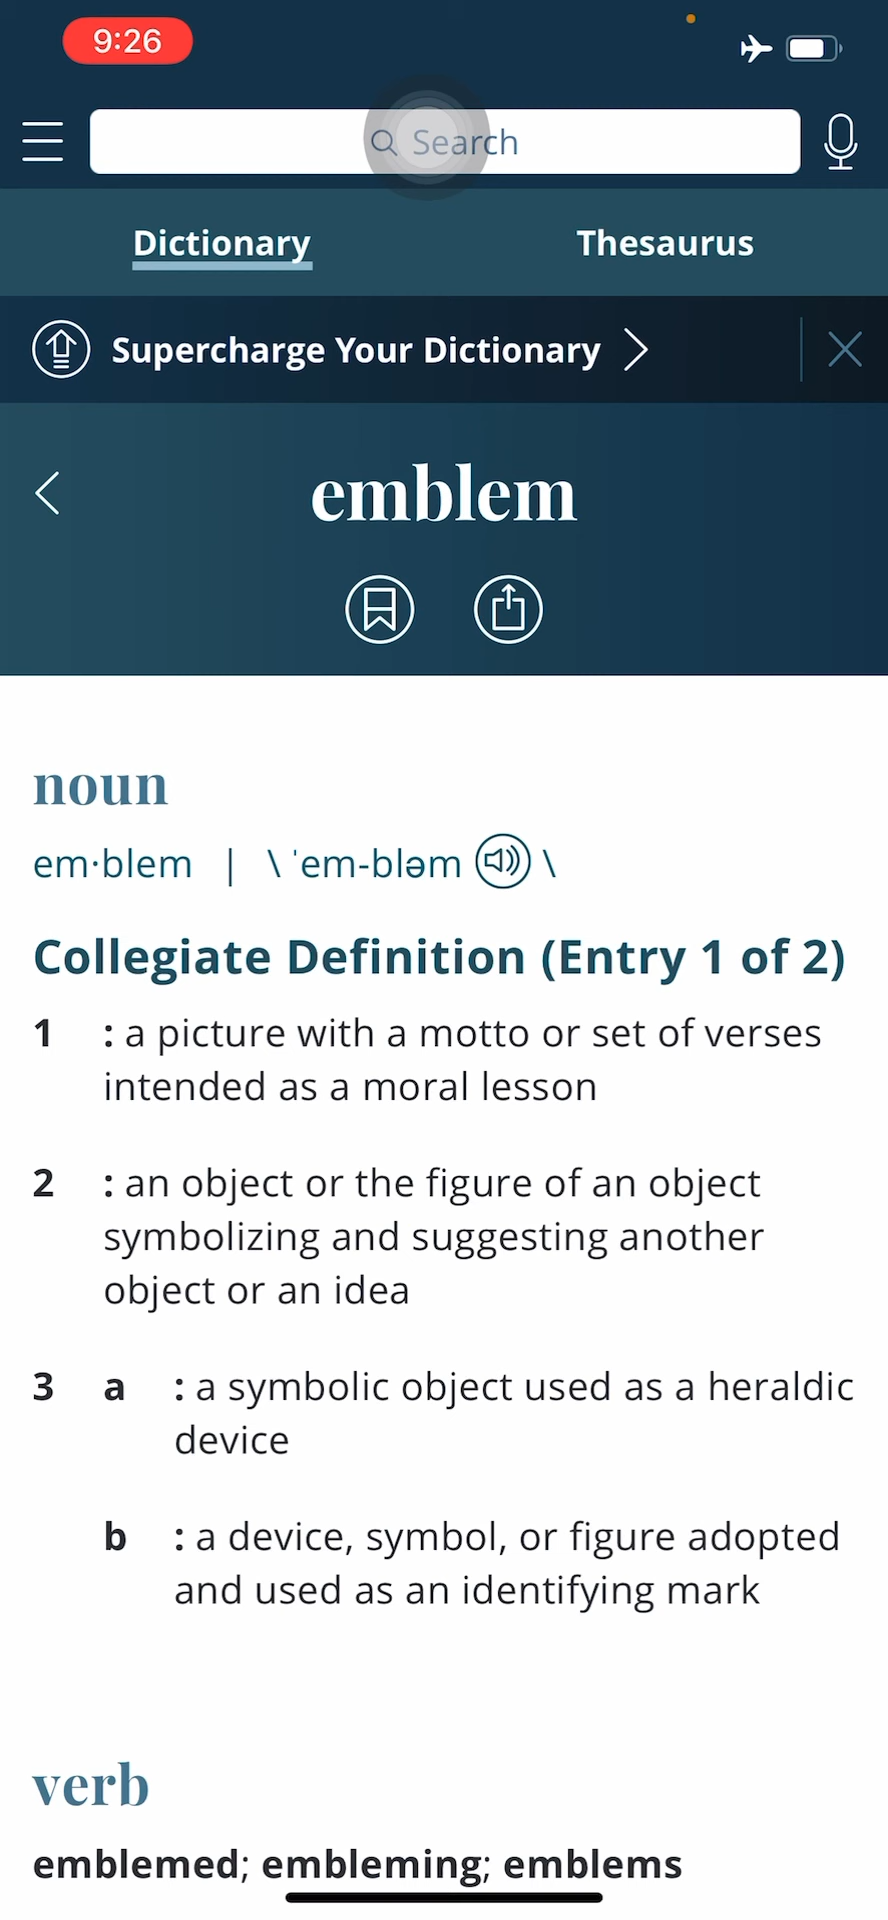 9:26
Search
Dictionary Thesaurus
Supercharge Your Dictionary
emblem
noun
em·blem | \ ˈem-bləm \
Collegiate Definition (Entry 1 of 2)
1 : a picture with a motto or set of verses
intended as a moral lesson
2 : an object or the figure of an object
symbolizing and suggesting another
object or an idea
3 a : a symbolic object used as a heraldic
device
b : a device, symbol, or figure adopted
and used as an identifying mark
verb
emblemed; embleming; emblems